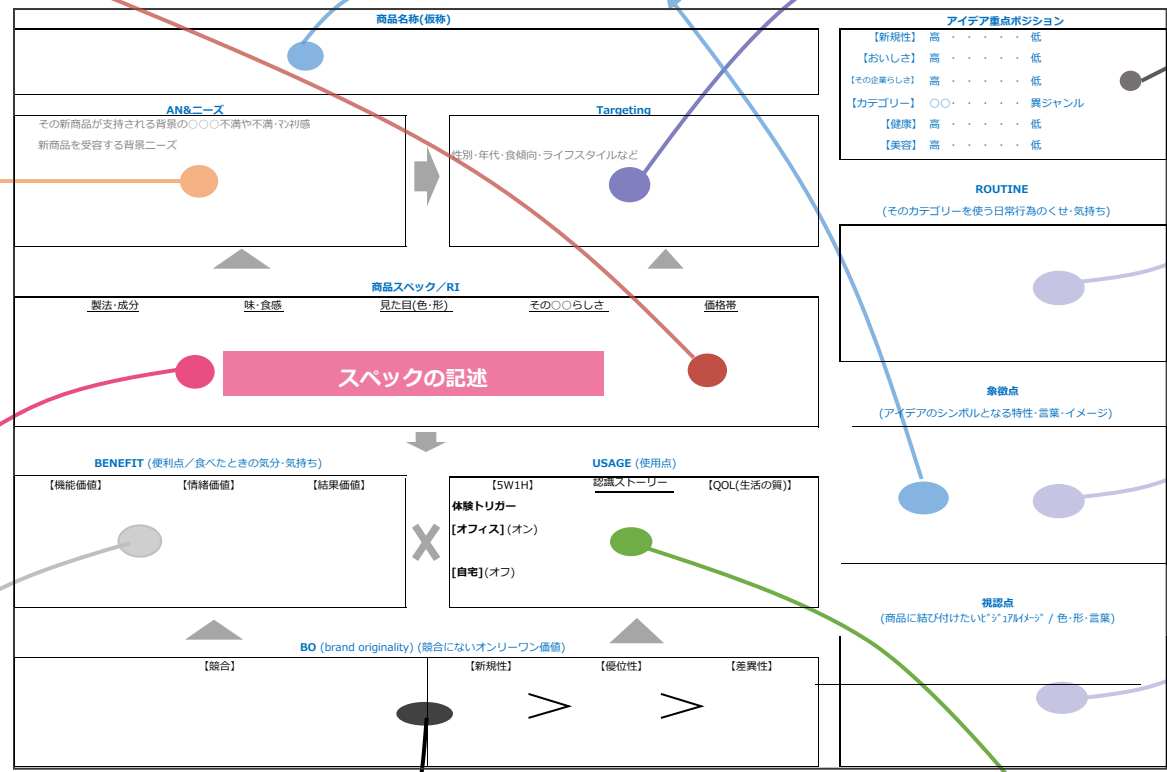 商品名称(仮称)
AN&ニーズ
その新商品が支持される背景の○○○不満や不満･ﾏﾝﾈﾘ感
新商品を受容する背景ニーズ
Targeting
性別･年代･食傾向･ライフスタイルなど
商品スペック／RI
製法･成分 味･食感 見た目(色･形) その○○らしさ 価格帯
スペックの記述
BENEFIT (便利点／食べたときの気分･気持ち)
【機能価値】 【情緒価値】 【結果価値】
USAGE (使用点)
【5W1H】 認識ストーリー 【QOL(生活の質)】
体験トリガー
[オフィス] (オン)
[自宅](オフ)
BO (brand originality) (競合にないオンリーワン価値)
【競合】 【新規性】 【優位性】 【差異性】
アイデア重点ポジション
【新規性】 高 ・ ・ ・ ・ ・ 低
【おいしさ】 高 ・ ・ ・ ・ ・ 低
【その企業らしさ】 高 ・ ・ ・ ・ ・ 低
【カテゴリー】 ○○・ ・ ・ ・ ・ 異ジャンル
【健康】 高 ・ ・ ・ ・ ・ 低
【美容】 高 ・ ・ ・ ・ ・ 低
ROUTINE
(そのカテゴリーを使う日常行為のくせ･気持ち)
象徴点
(アイデアのシンボルとなる特性･言葉･イメージ)
視認点
(商品に結び付けたいﾋﾞｼﾞｭｱﾙｲﾒｰｼﾞ / 色･形･言葉)